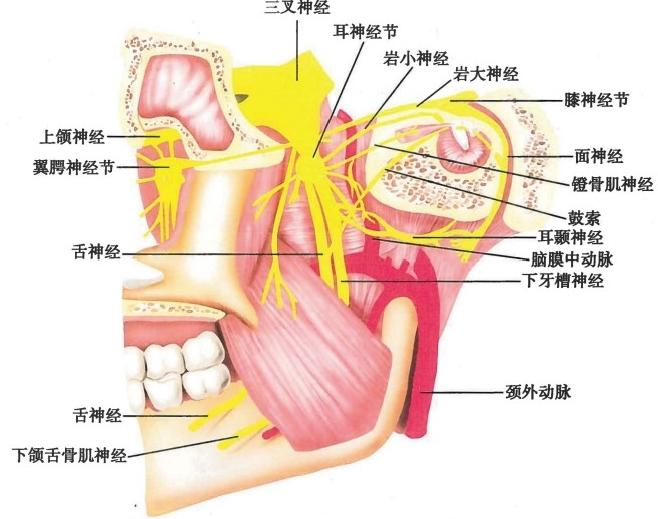 三叉神经
耳神经节
岩小神经
岩大神经
膝神经节
上颌神经
翼腭神经节
面神经
镫骨肌神经
鼓索
耳颞神经
脑膜中动脉
舌神经
下牙槽神经
颈外动脉
舌神经
下颌舌骨肌神经